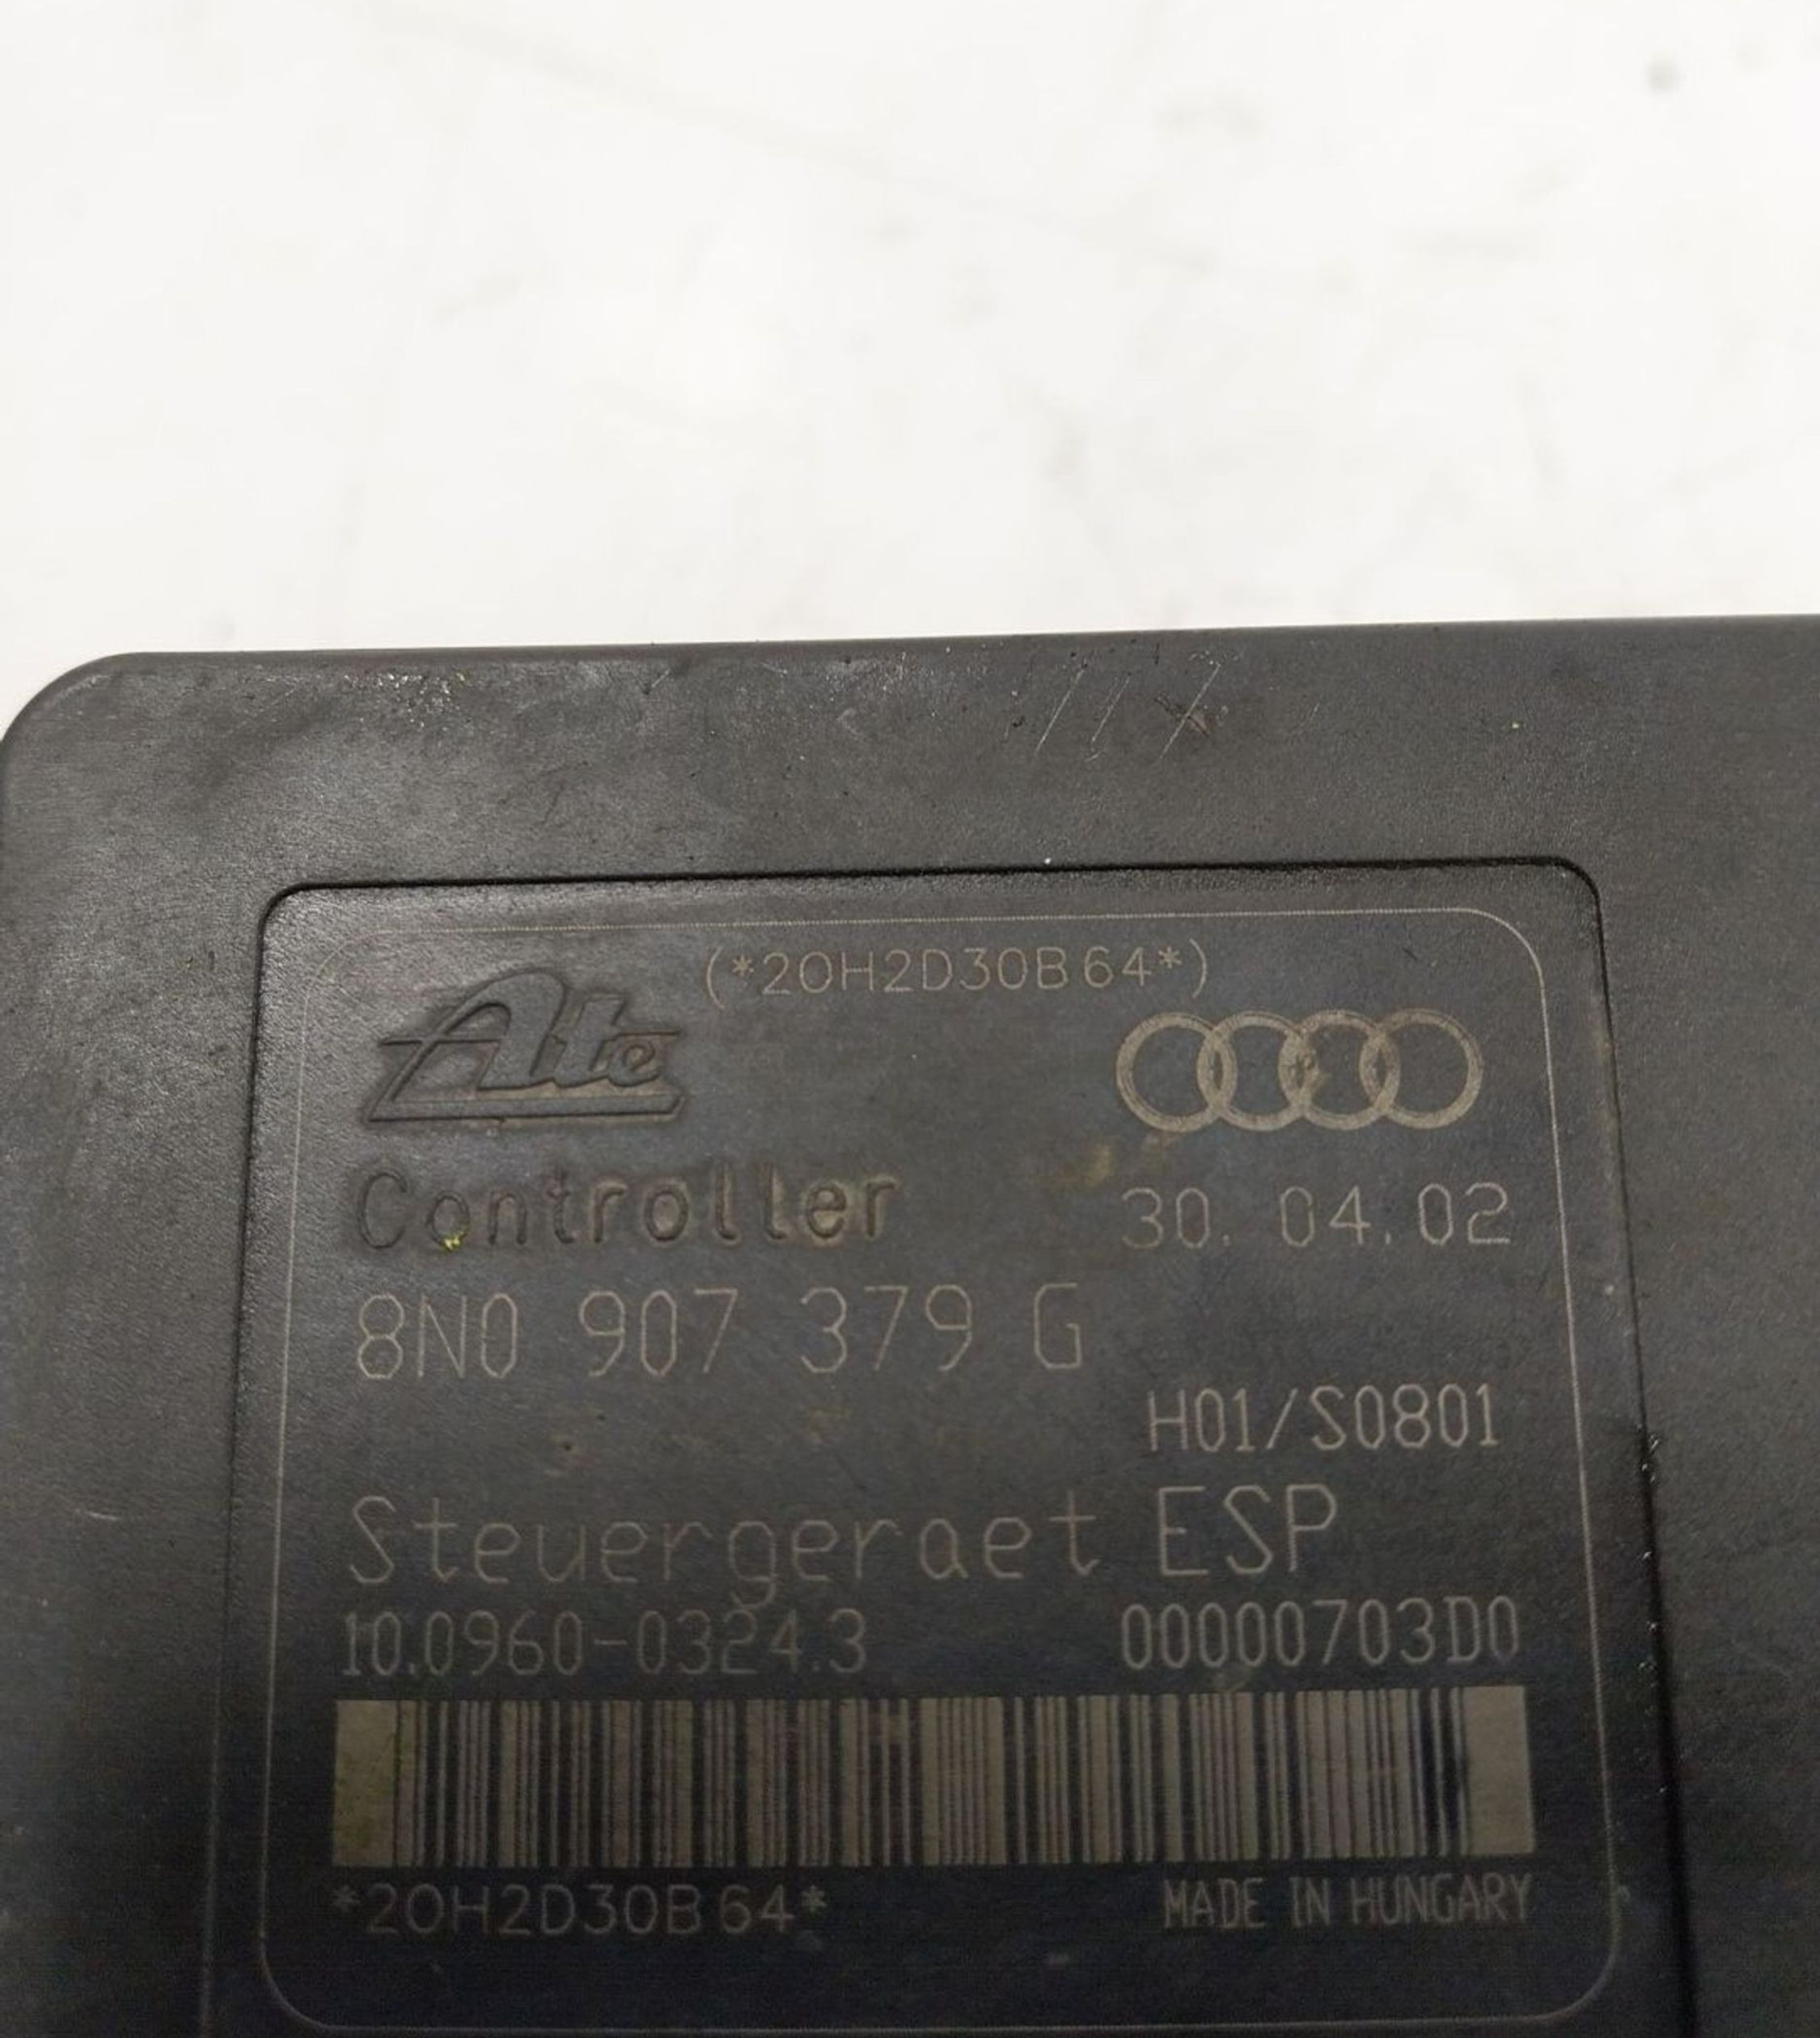 (*20H2D30B64*)
Ate
Controller
30.04.02
8N0 907 379 G
H01/S0801
Steuergeraet ESP
10.0960-0324.3
00000703D0
*20H2D30B64*
MADE IN HUNGARY